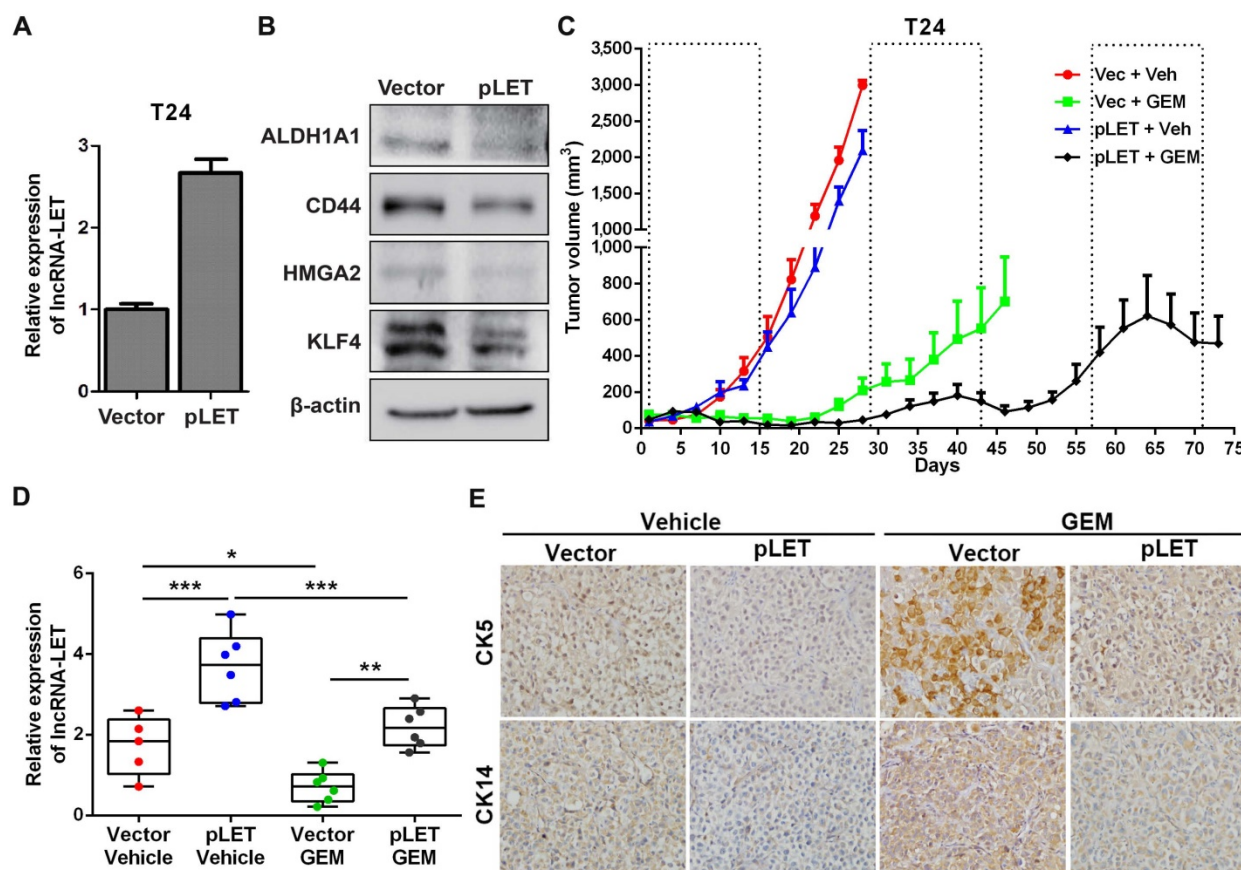 A
T24
Relative expression
of lncRNA-LET
3
2
1
0
Vector
pLET
B
Vector pLET
ALDH1A1
CD44
HMGA2
KLF4
β-actin
C
T24
Tumor volume (mm3)
3,500
3,000
2,500
2,000
1,500
1,000
1,000
800
600
400
200
0
0 5 10 15 20 25 29 35 40 45 50 55 60 65 70 75
Days
Vec + Veh
Vec + GEM
pLET + Veh
pLET + GEM
D
Relative expression
of lncRNA-LET
6
4
2
0
*
*** ***
**
Vector pLET Vector pLET
Vehicle Vehicle GEM GEM
E
Vehicle GEM
Vector pLET Vector pLET
CK5
CK14